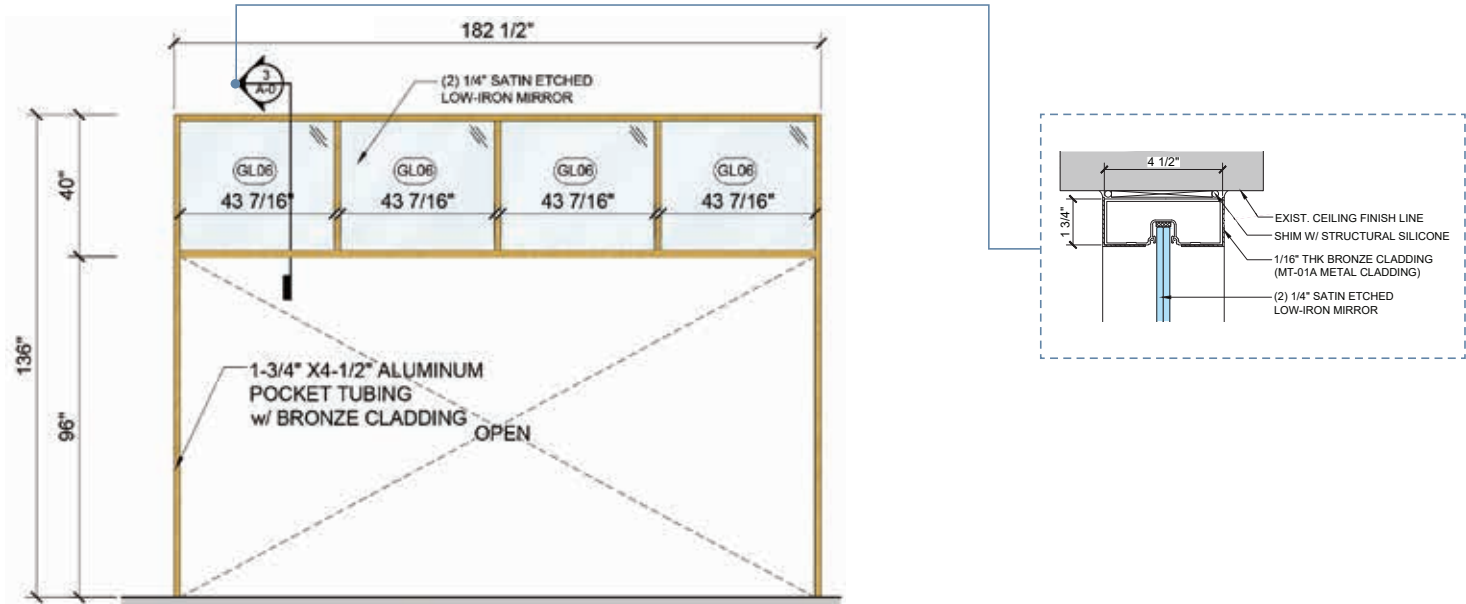 182 1/2"
3
A-0
(2) 1/4" SATIN ETCHED
LOW-IRON MIRROR
GL06 GL06 GL06 GL06
43 7/16" 43 7/16" 43 7/16" 43 7/16"
40"
136"
96"
1-3/4" X4-1/2" ALUMINUM
POCKET TUBING
w/ BRONZE CLADDING
OPEN
4 1/2"
1 3/4"
EXIST. CEILING FINISH LINE
SHIM W/ STRUCTURAL SILICONE
1/16" THK BRONZE CLADDING
(MT-01A METAL CLADDING)
(2) 1/4" SATIN ETCHED
LOW-IRON MIRROR